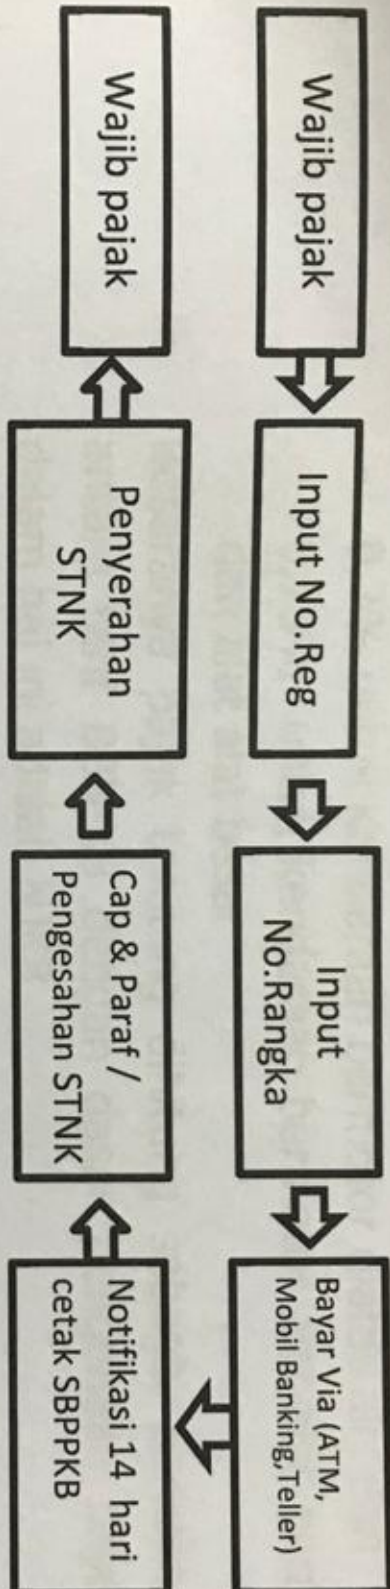 Wajib pajak
Input No.Reg
Input
No.Rangka
Bayar Via (ATM,
Mobil Banking,Teller)
Notifikasi 14 hari
cetak SBPPKB
Cap & Paraf /
Pengesahan STNK
Penyerahan
STNK
Wajib pajak